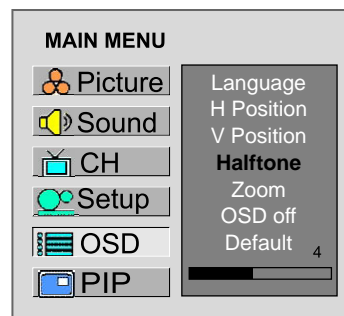 MAIN MENU
Picture
Sound
CH
Setup
OSD
PIP
Language
H Position
V Position
Halftone
Zoom
OSD off
Default
4